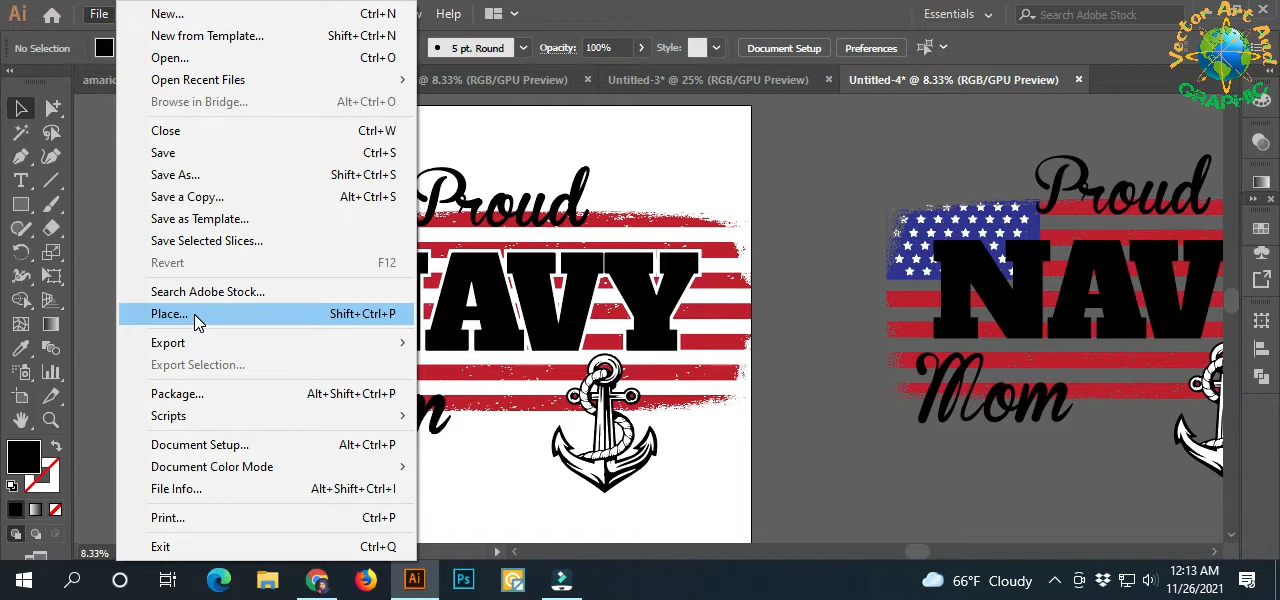 Ai File Help Essentials Search Adobe Stock
No Selection 5 pt. Round Opacity: 100% Style: Document Setup Preferences
@ 8.33% (RGB/GPU Preview) × Untitled-3* @ 25% (RGB/GPU Preview) × Untitled-4* @ 8.33% (RGB/GPU Preview) ×
New... Ctrl+N
New from Template... Shift+Ctrl+N
Open... Ctrl+O
Open Recent Files
Browse in Bridge... Alt+Ctrl+O
Close Ctrl+W
Save Ctrl+S
Save As... Shift+Ctrl+S
Save a Copy... Alt+Ctrl+S
Save as Template...
Save Selected Slices...
Revert F12
Search Adobe Stock...
Place... Shift+Ctrl+P
Export
Export Selection...
Package... Alt+Shift+Ctrl+P
Scripts
Document Setup... Alt+Ctrl+P
Document Color Mode
File Info... Alt+Shift+Ctrl+I
Print... Ctrl+P
Exit Ctrl+Q
Proud
AVY
m
Proud
NAV
Mom
Vector Art And
GRAPHIC
8.33%
Ai Ps 66°F Cloudy 12:13 AM
11/26/2021